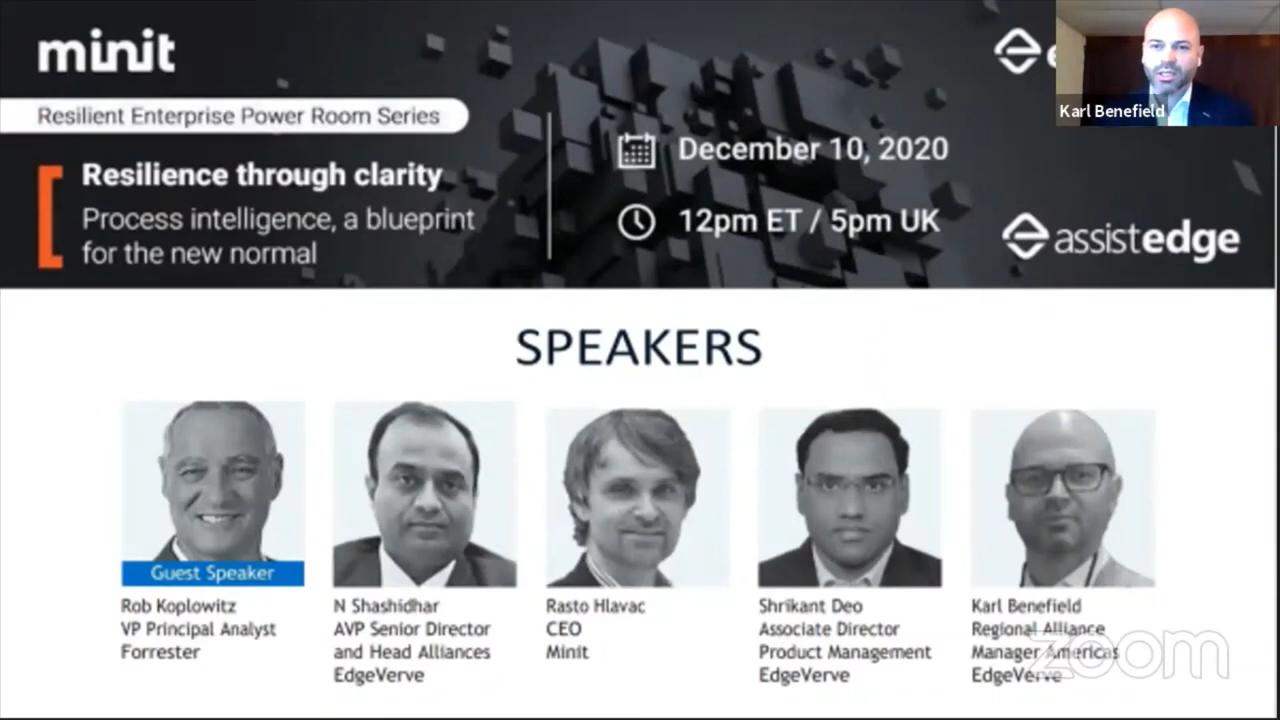 minit
Resilient Enterprise Power Room Series
Resilience through clarity
Process intelligence, a blueprint
for the new normal
December 10, 2020
12pm ET / 5pm UK
Karl Benefield
assistedge
SPEAKERS
Guest Speaker
Rob Koplowitz
VP Principal Analyst
Forrester
N Shashidhar
AVP Senior Director
and Head Alliances
EdgeVerve
Rasto Hlavac
CEO
Minit
Shrikant Deo
Associate Director
Product Management
EdgeVerve
Karl Benefield
Regional Alliance
Manager Americas
EdgeVerve
zoom